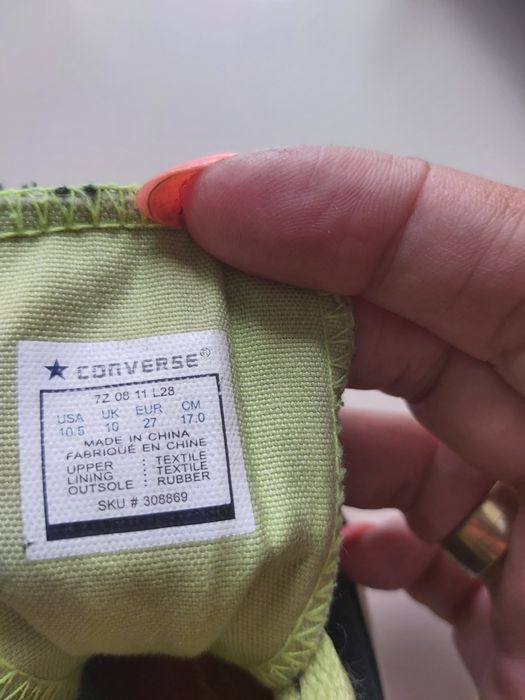 CONVERSE®
7Z 08 11 L28
USA UK EUR CM
10.5 10 27 17.0
MADE IN CHINA
FABRIQUÉ EN CHINE
UPPER : TEXTILE
LINING : TEXTILE
OUTSOLE : RUBBER
SKU # 308869